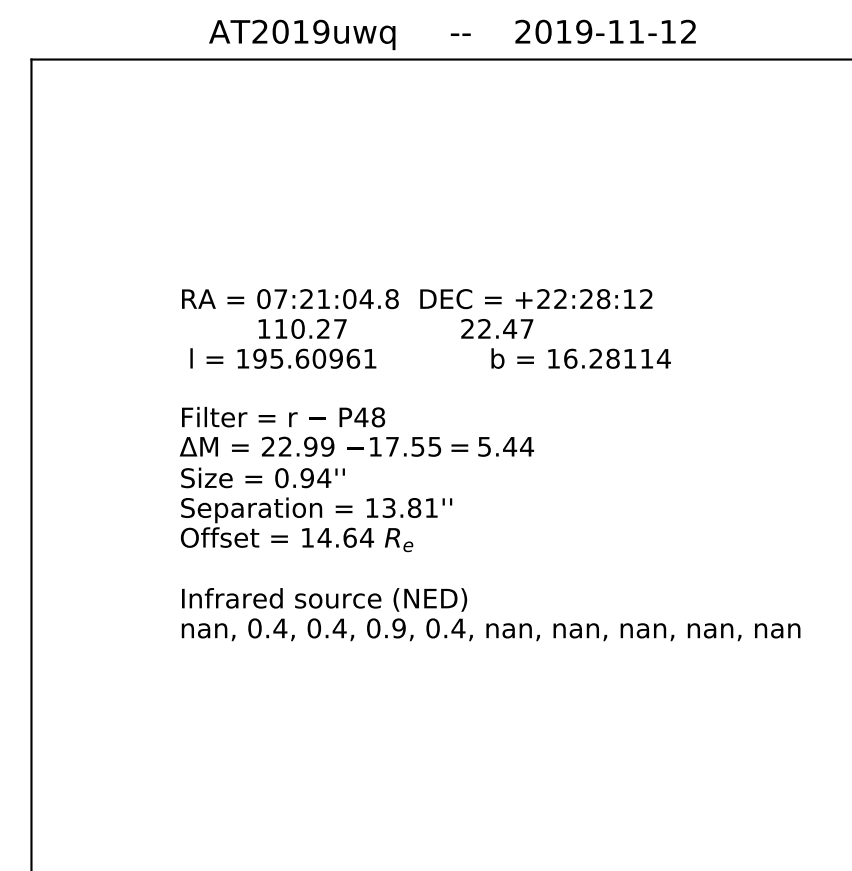 AT2019uwq -- 2019-11-12
RA = 07:21:04.8 DEC = +22:28:12
110.27 22.47
l = 195.60961 b = 16.28114
Filter = r − P48
ΔM = 22.99 −17.55 = 5.44
Size = 0.94''
Separation = 13.81''
Offset = 14.64 Rₑ
Infrared source (NED)
nan, 0.4, 0.4, 0.9, 0.4, nan, nan, nan, nan, nan